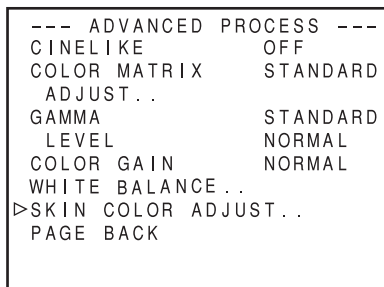 --- ADVANCED PROCESS ---
CINELIKE OFF
COLOR MATRIX STANDARD
ADJUST..
GAMMA STANDARD
LEVEL NORMAL
COLOR GAIN NORMAL
WHITE BALANCE..
▷SKIN COLOR ADJUST..
PAGE BACK